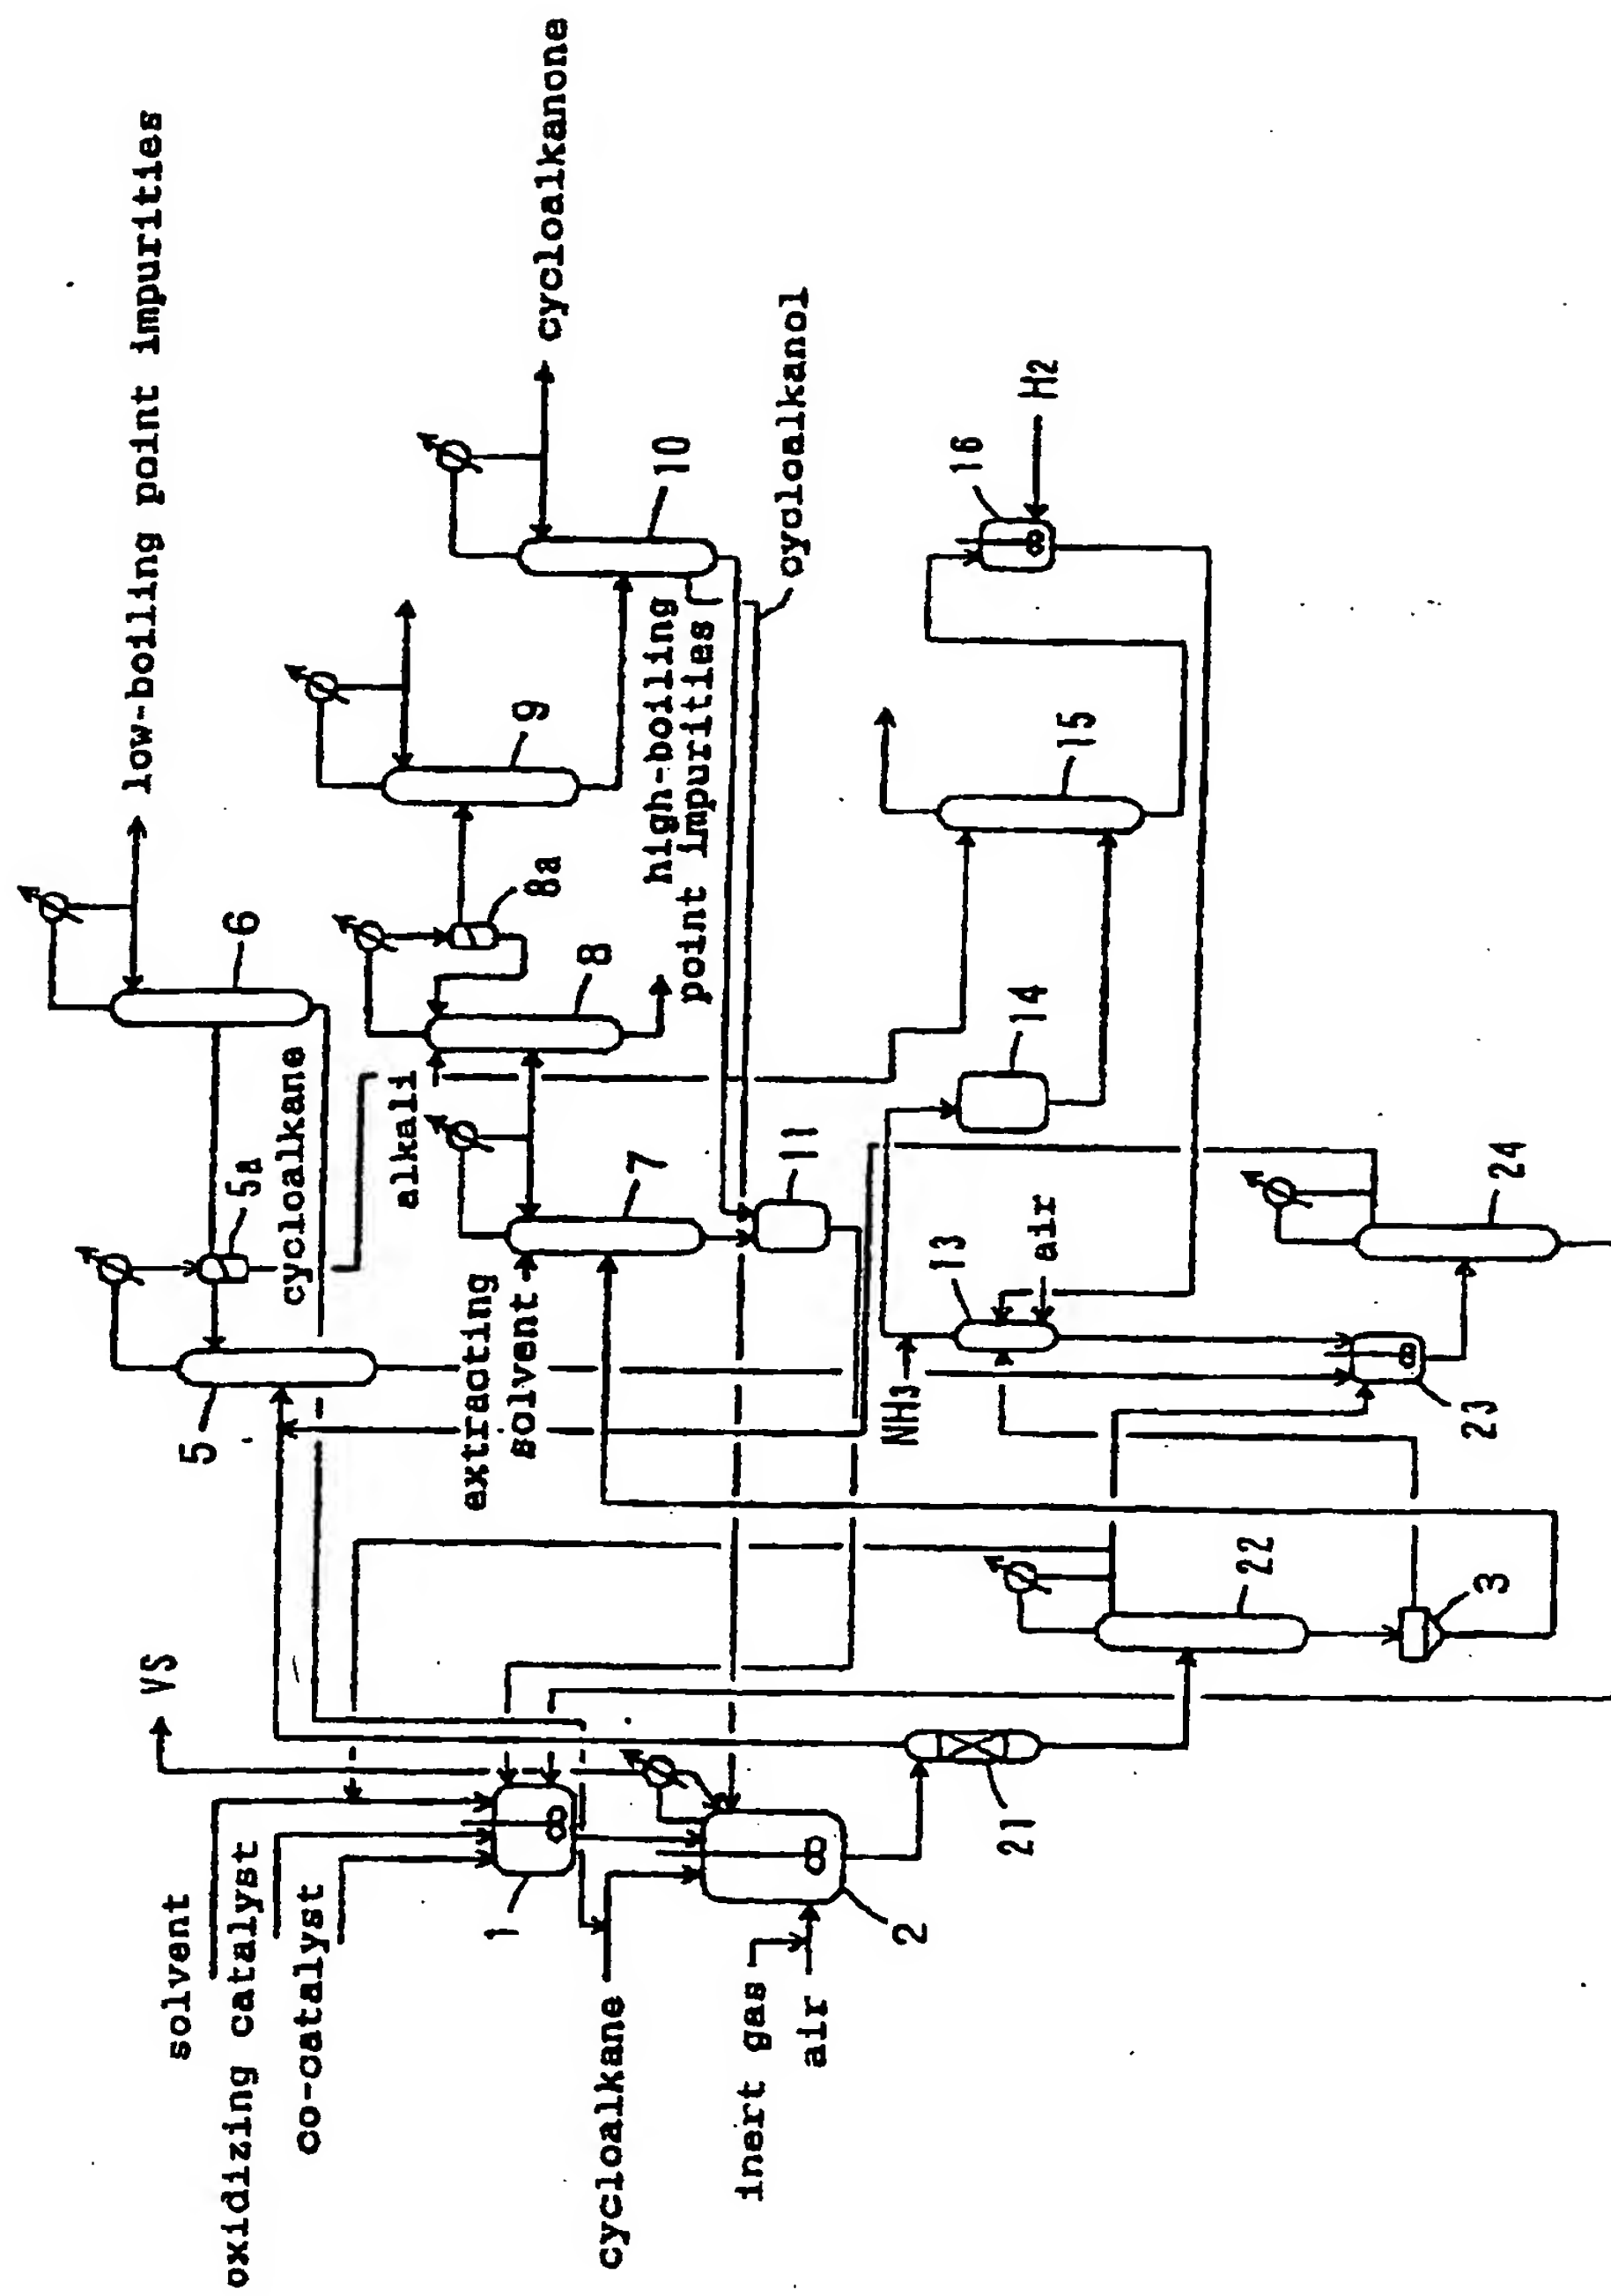 low-boiling point impurities
6
5a
cycloalkane
5
VS
solvent
oxidizing catalyst
co-catalyst
cycloalkane
inert gas
air
1
2
cycloalkanone
10
9
8a
8
high-boiling
point impurities
alkali
7
extracting
solvent
11
cycloalkanol
16
H2
15
14
13
air
NH3
24
23
22
3
21